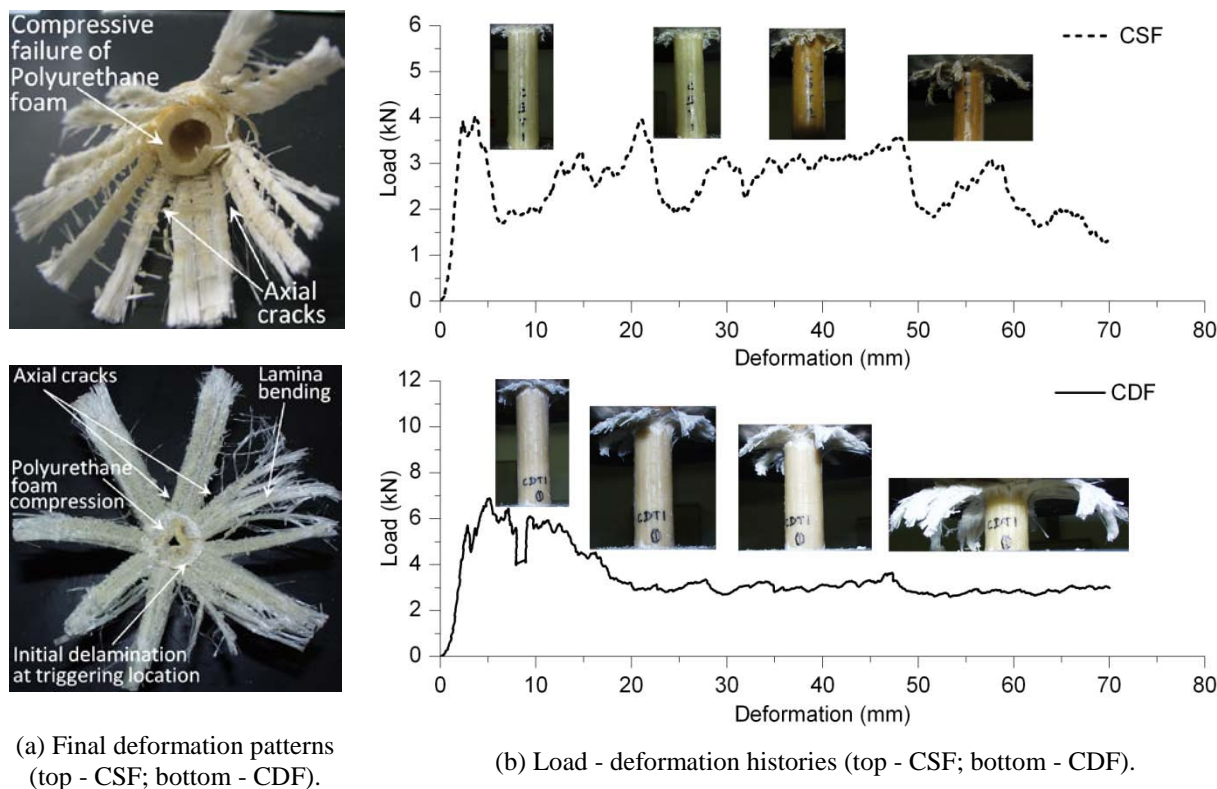 Compressive
failure of
Polyurethane
foam
Axial
cracks
Axial cracks
Lamina
bending
Polyurethane
foam
compression
Initial delamination
at triggering location
(a) Final deformation patterns
(top - CSF; bottom - CDF).
6
5
4
3
2
1
0
Load (kN)
CSF
0 10 20 30 40 50 60 70 80
Deformation (mm)
12
10
8
6
4
2
0
Load (kN)
CDF
CDT1
CDT1
CDT1
CDT1
0 10 20 30 40 50 60 70 80
Deformation (mm)
(b) Load - deformation histories (top - CSF; bottom - CDF).